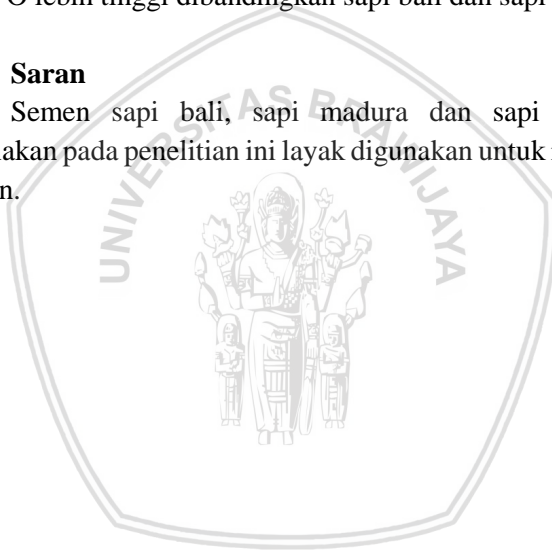 O lebih tinggi dibandingkan sapi bali dan sapi
Saran
Semen sapi bali, sapi madura dan sapi
akan pada penelitian ini layak digunakan untuk
n.
UNIVERSITAS BRAWIJAYA